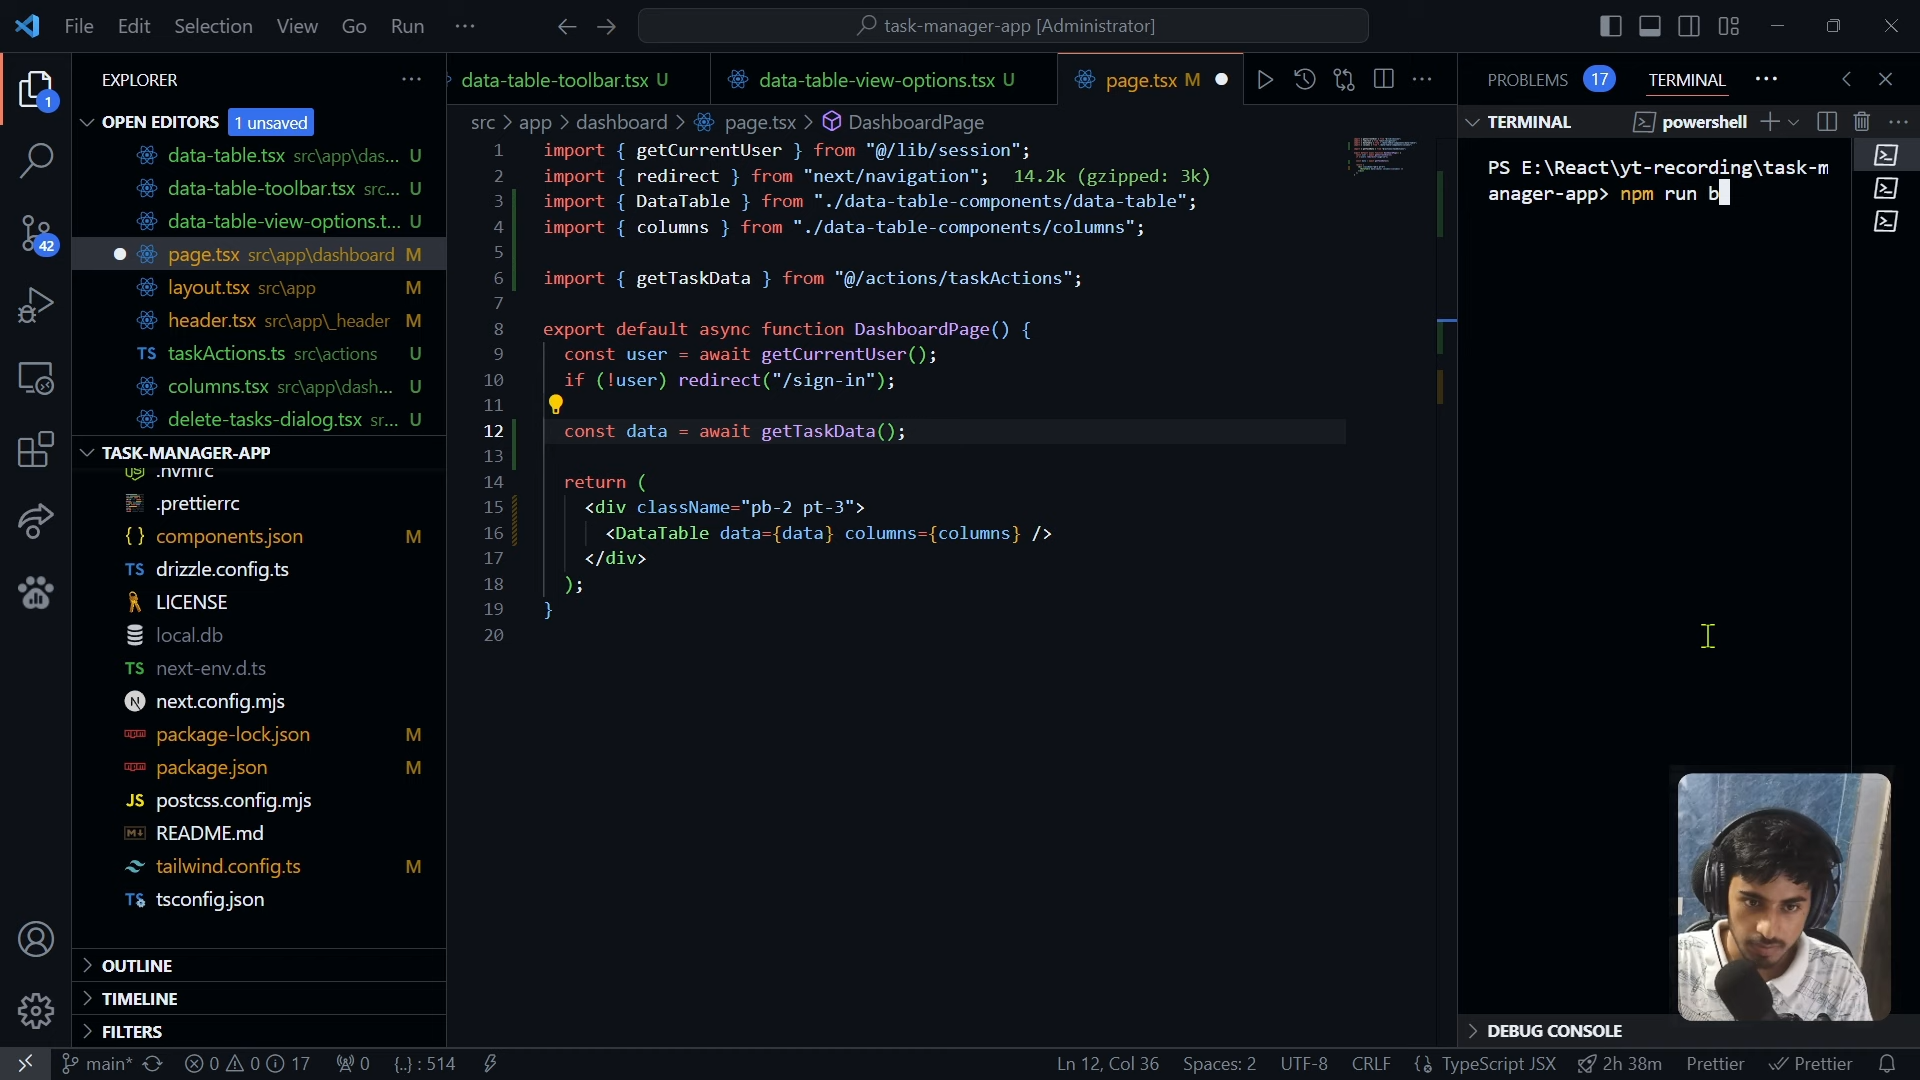 File Edit Selection View Go Run ···
task-manager-app [Administrator]
EXPLORER ···
OPEN EDITORS 1 unsaved
data-table.tsx src\app\das... U
data-table-toolbar.tsx src... U
data-table-view-options.t... U
page.tsx src\app\dashboard M
layout.tsx src\app M
header.tsx src\app\_header M
TS taskActions.ts src\actions U
columns.tsx src\app\dash... U
delete-tasks-dialog.tsx sr... U
1
42
TASK-MANAGER-APP
.nvmrc
.prettierrc
{ } components.json M
TS drizzle.config.ts
LICENSE
local.db
TS next-env.d.ts
N next.config.mjs
package-lock.json M
package.json M
JS postcss.config.mjs
README.md
tailwind.config.ts M
TS tsconfig.json
OUTLINE
TIMELINE
FILTERS
data-table-toolbar.tsx U
data-table-view-options.tsx U
page.tsx M
src > app > dashboard > page.tsx > DashboardPage
1 import { getCurrentUser } from "@/lib/session";
2 import { redirect } from "next/navigation"; 14.2k (gzipped: 3k)
3 import { DataTable } from "./data-table-components/data-table";
4 import { columns } from "./data-table-components/columns";
5
6 import { getTaskData } from "@/actions/taskActions";
7
8 export default async function DashboardPage() {
9 const user = await getCurrentUser();
10 if (!user) redirect("/sign-in");
11
12 const data = await getTaskData();
13
14 return (
15 <div className="pb-2 pt-3">
16 <DataTable data={data} columns={columns} />
17 </div>
18 );
19 }
20
PROBLEMS 17 TERMINAL ···
TERMINAL powershell
PS E:\React\yt-recording\task-m
anager-app> npm run b
DEBUG CONSOLE
main* 0 0 17 0 {..} : 514 Ln 12, Col 36 Spaces: 2 UTF-8 CRLF TypeScript JSX 2h 38m Prettier Prettier